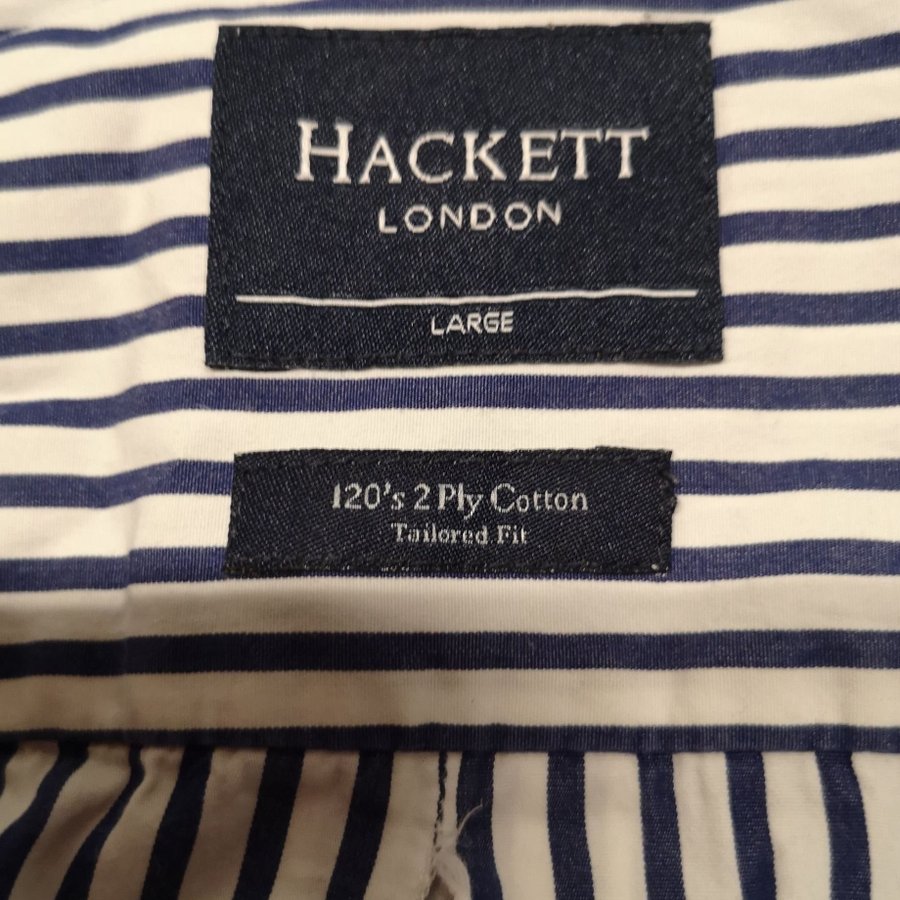 HACKETT
LONDON
LARGE
120's 2 Ply Cotton
Tailored Fit